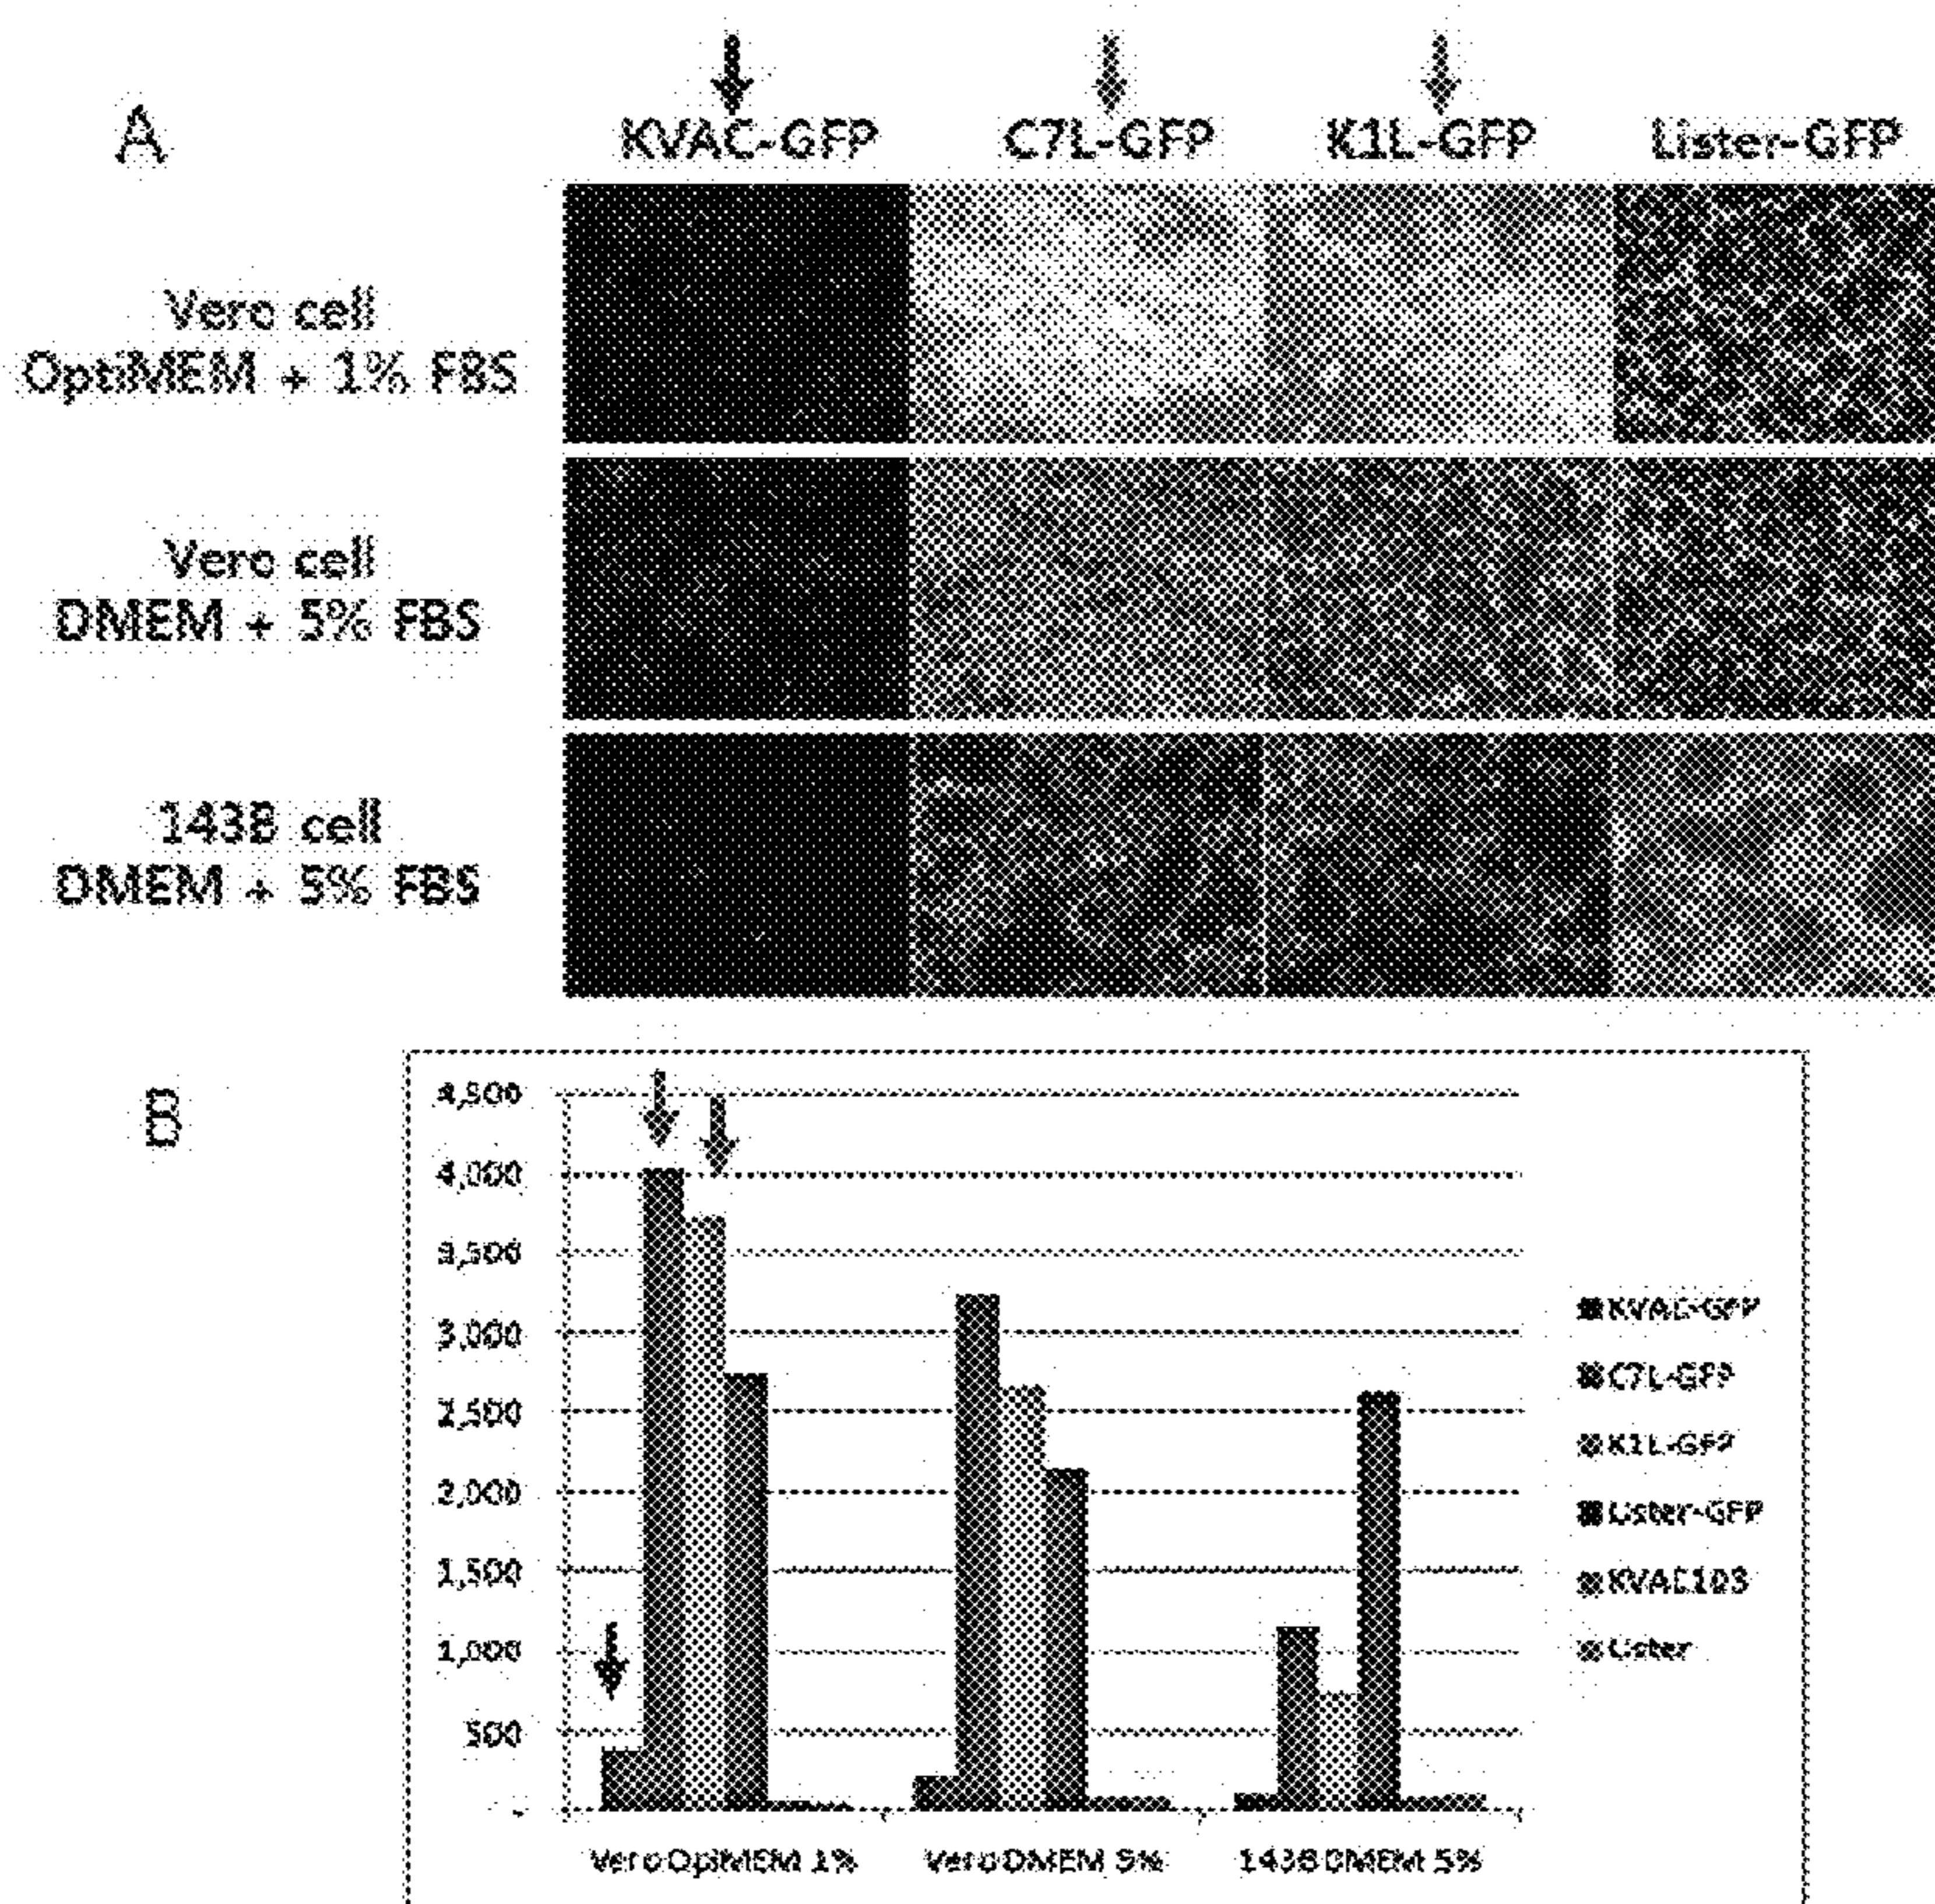 A
KVAC-GFP C7L-GFP K1L-GFP Lister-GFP
Vero cell
OptiMEM + 1% FBS
Vero cell
DMEM + 5% FBS
143B cell
DMEM + 5% FBS
B
4,500
4,000
3,500
3,000
2,500
2,000
1,500
1,000
500
-
KVAC-GFP
C7L-GFP
K1L-GFP
Lister-GFP
KVAC103
Lister
Vero OpiMEM 1% Vero DMEM 5% 143B DMEM 5%